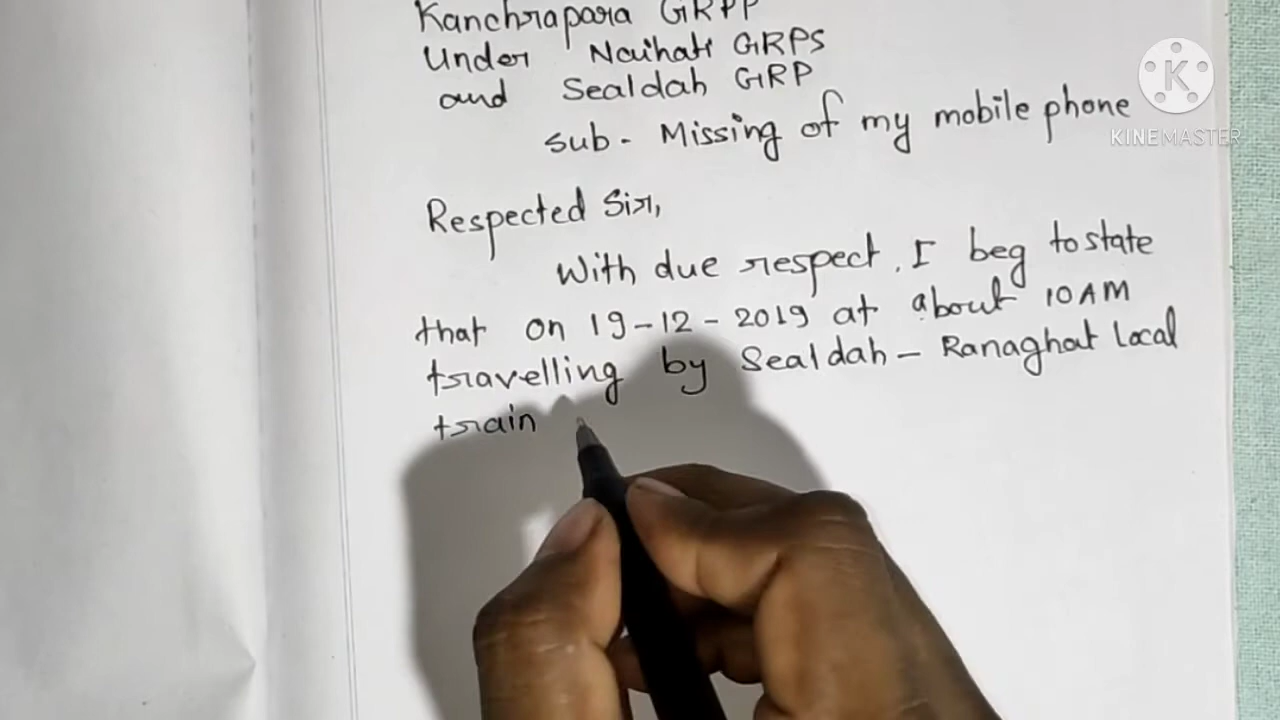 Kanchrapara GRPP
Under Naihati GRPS
and Sealdah GRP
sub - Missing of my mobile phone
KINEMASTER
Respected Sir,
With due respect. I beg to state
that on 19-12-2019 at about 10AM
travelling by Sealdah - Ranaghat Local
train